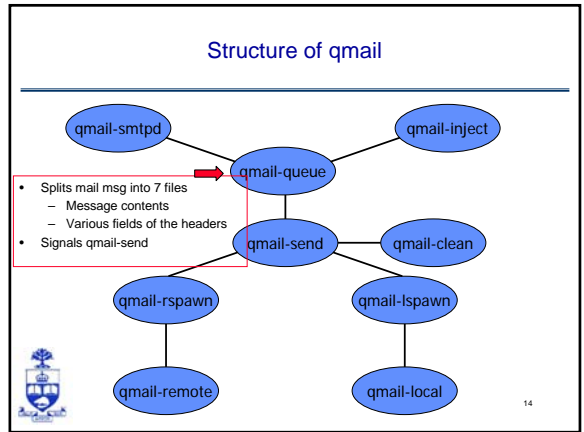 Structure of qmail
qmail-smtpd
qmail-inject
qmail-queue
• Splits mail msg into 7 files
– Message contents
– Various fields of the headers
• Signals qmail-send
qmail-send
qmail-clean
qmail-rspawn
qmail-lspawn
qmail-remote
qmail-local
14